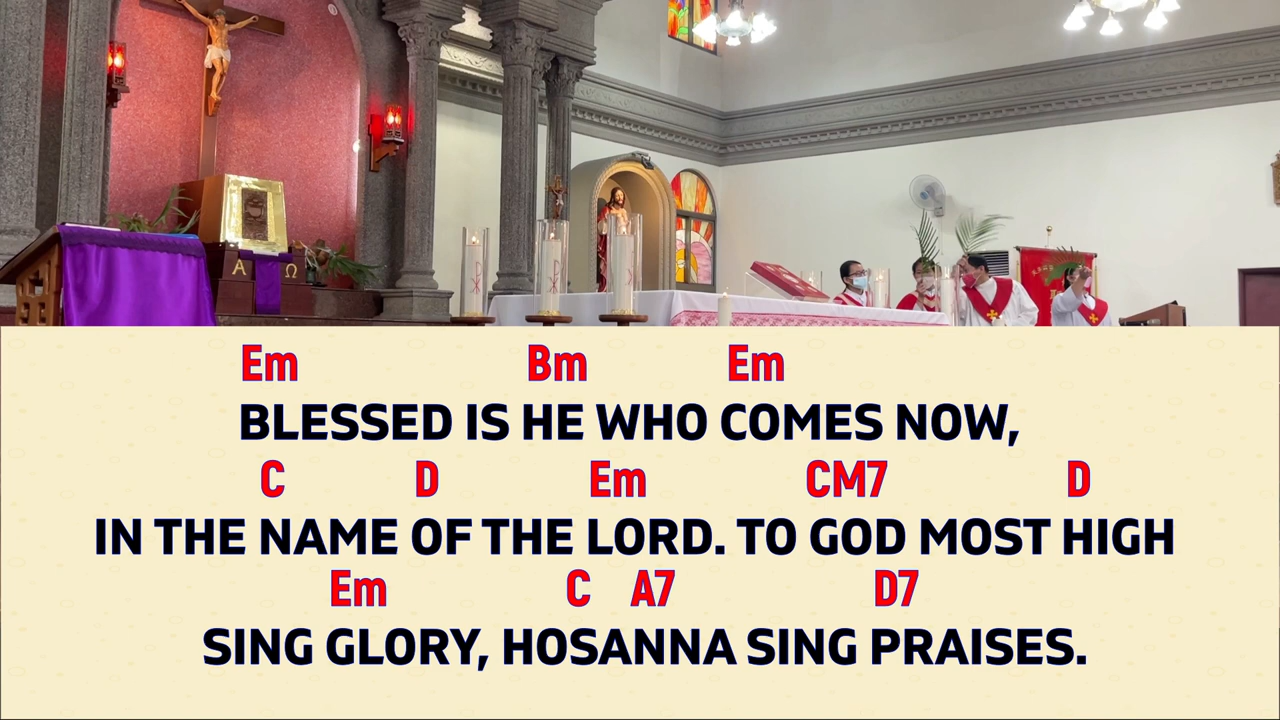 Α Ω
Em Bm Em
BLESSED IS HE WHO COMES NOW,
C D Em CM7 D
IN THE NAME OF THE LORD. TO GOD MOST HIGH
Em C A7 D7
SING GLORY, HOSANNA SING PRAISES.